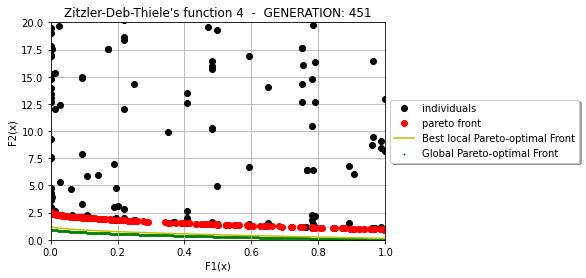 Zitzler-Deb-Thiele's function 4 - GENERATION: 451
20.0
17.5
15.0
12.5
10.0
7.5
5.0
2.5
0.0
F2(x)
0.0 0.2 0.4 0.6 0.8 1.0
F1(x)
individuals
pareto front
Best local Pareto-optimal Front
Global Pareto-optimal Front